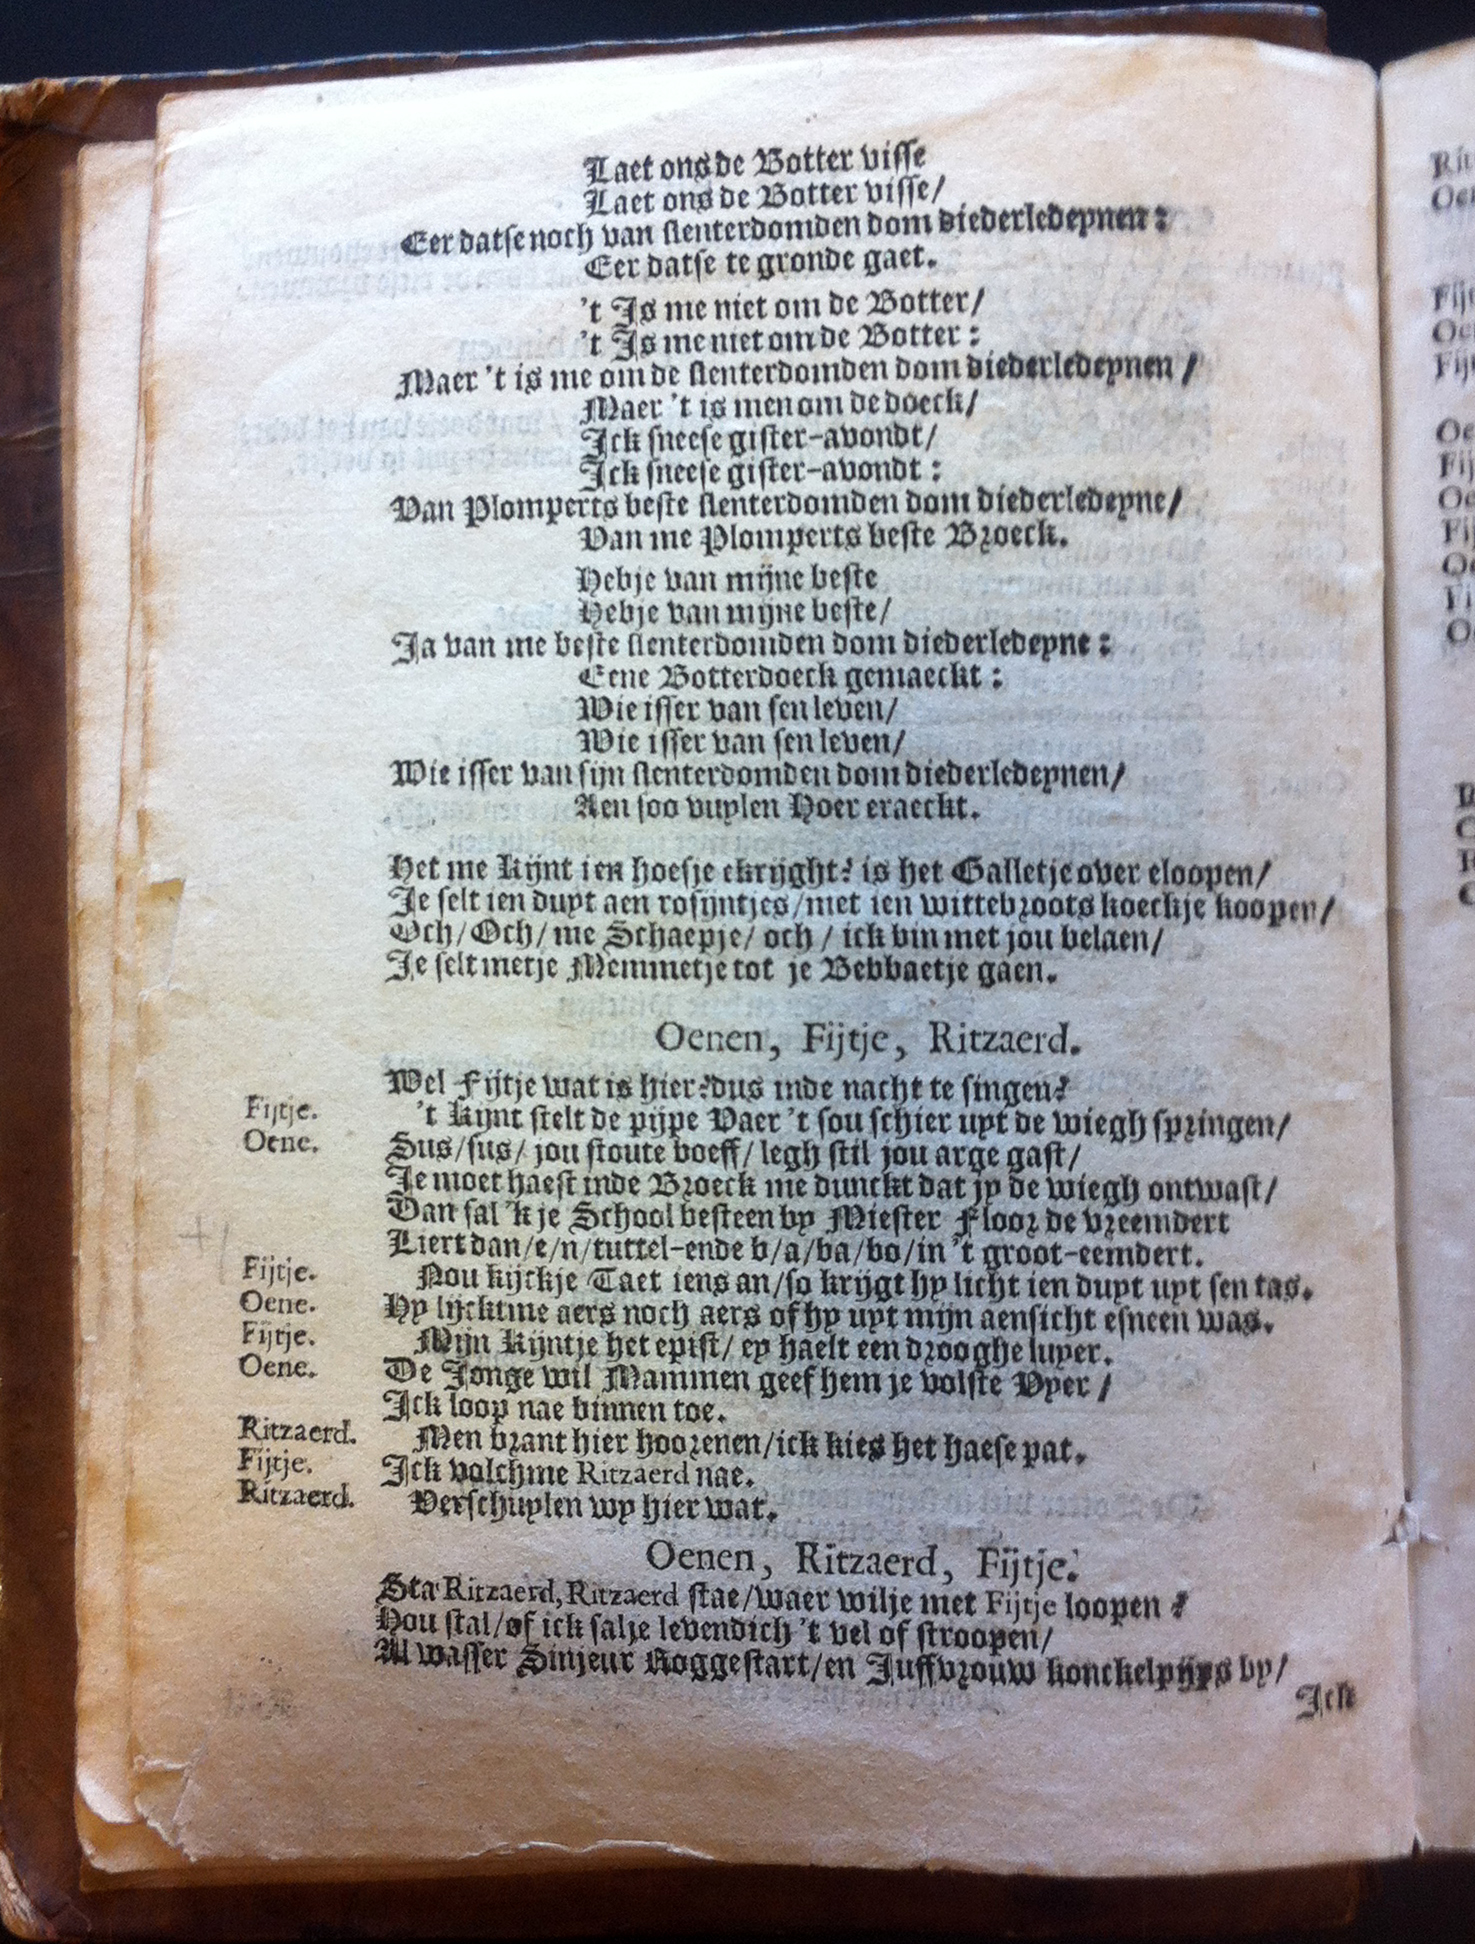 Laet ons de Botter visse
Laet ons de Botter visse/
Eer datse noch van slenterdomden dom diederledeynen:
Eer datse te gronde gaet.
't Is me niet om de Botter/
't Is me niet om de Botter:
Maer 't is me om de slenterdomden dom diederledeynen/
Maer 't is men om de doeck/
Ick sneese gister-avondt/
Ick sneese gister-avondt:
Van Plomperts beste slenterdomden dom diederledeyne/
Van me Plomperts beste Broeck.
Hebje van mijne beste
Hebje van mijne beste/
Ja van me beste slenterdomden dom diederledeyne:
Eene Botterdoeck gemaeckt:
Wie isser van sen leven/
Wie isser van sen leven/
Wie isser van sijn slenterdomden dom diederledeynen/
Aen soo vuylen Hoer eraeckt.
Het me Kijnt ien hoesje ekrijght? is het Galletje over eloopen/
Je selt ien duyt aen rosijntjes/met ien wittebroots koeckje koopen/
Och/Och/me Schaepje/och/ick bin met jou belaen/
Je selt metje Memmetje tot je Bebbaetje gaen.
Oenen, Fijtje, Ritzaerd.
Wel Fijtje wat is hier? dus inde nacht te singen?
Fijtje. 't Kijnt stelt de pijpe Vaer 't sou schier uyt de wiegh springen/
Oene. Sus/sus/jou stoute boeff/legh stil jou arge gast/
Je moet haest inde Broeck me dunckt dat jy de wiegh ontwast/
Dan sal 'k je School besteen by Miester Floor de vreemdert
Liert dan/e/n/tuttel-ende b/a/ba/bo/in 't groot-eemdert.
Fijtje. Nou kijckje Taet iens an/so krijgt hy licht ien duyt uyt sen tas.
Oene. Hy lijcktme aers noch aers of hy uyt mijn aensicht esneen was.
Fijtje. Mijn Kijntje het epist/ey haelt een drooghe luyer.
Oene. De Jonge wil Mammen geef hem je volste Uyer/
Ick loop nae binnen toe.
Ritzaerd. Men brant hier hoorenen/ick kies het haese pat.
Fijtje. Ick volchme Ritzaerd nae.
Ritzaerd. Verschuylen wy hier wat.
Oenen, Ritzaerd, Fijtje.
Sta Ritzaerd, Ritzaerd stae/waer wilje met Fijtje loopen?
Hou stal/of ick salje levendich 't vel of stroopen/
Al wasser Sinjeur Roggestart/en Juffvrouw konckelpijps by/
Ick